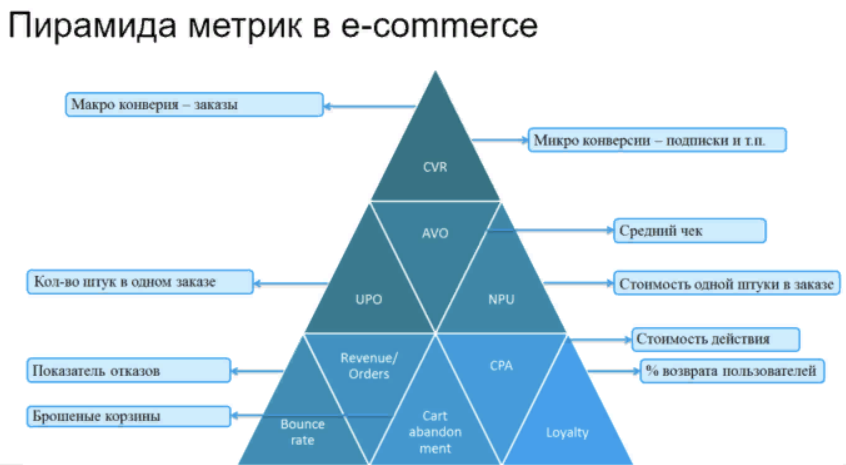 Пирамида метрик в e-commerce
Макро конверия – заказы
Микро конверсии – подписки и т.п.
CVR
AVO
Средний чек
Кол-во штук в одном заказе
Стоимость одной штуки в заказе
UPO
NPU
Стоимость действия
Revenue/
Orders
CPA
Показатель отказов
% возврата пользователей
Брошеные корзины
Bounce
rate
Cart
abandon
ment
Loyalty